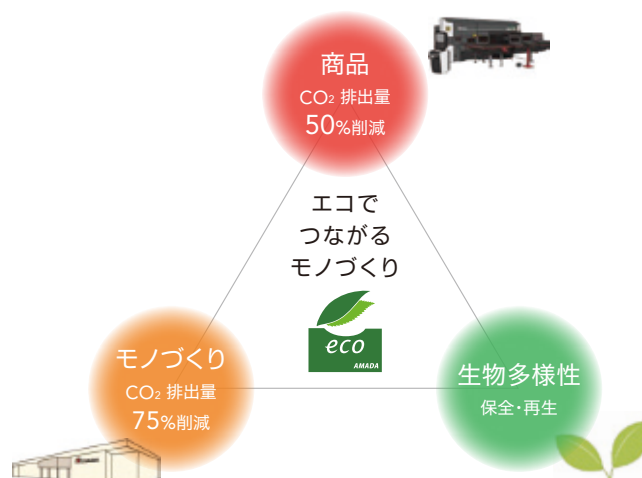 商品
CO₂ 排出量
50%削減
エコで
つながる
モノづくり
eco
AMADA
モノづくり
CO₂ 排出量
75%削減
生物多様性
保全・再生